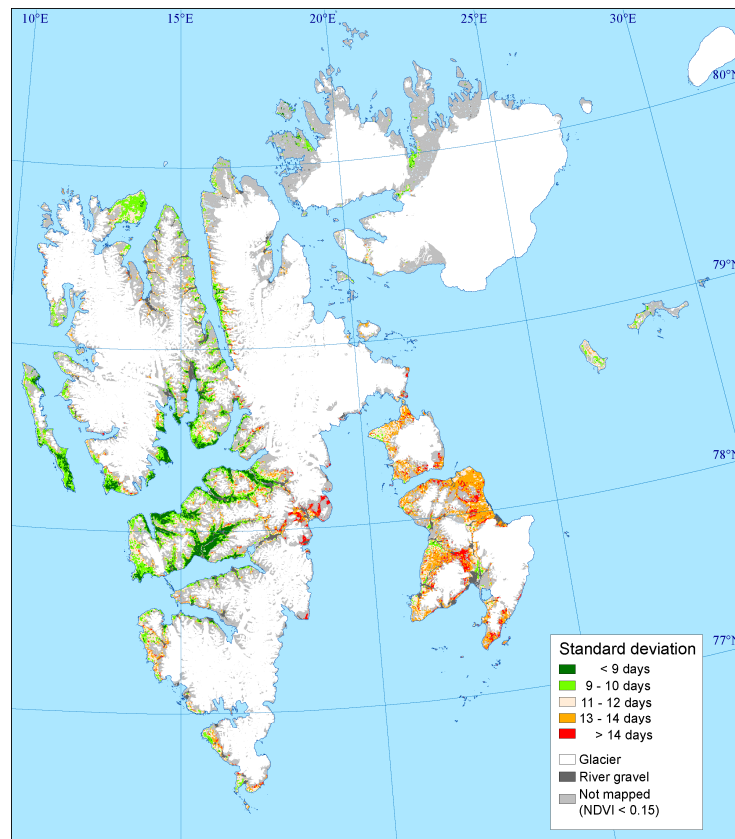 10°E 15°E 20°E 25°E 30°E
80°N
79°N
78°N
77°N
Standard deviation
< 9 days
9 - 10 days
11 - 12 days
13 - 14 days
> 14 days
Glacier
River gravel
Not mapped
(NDVI < 0.15)